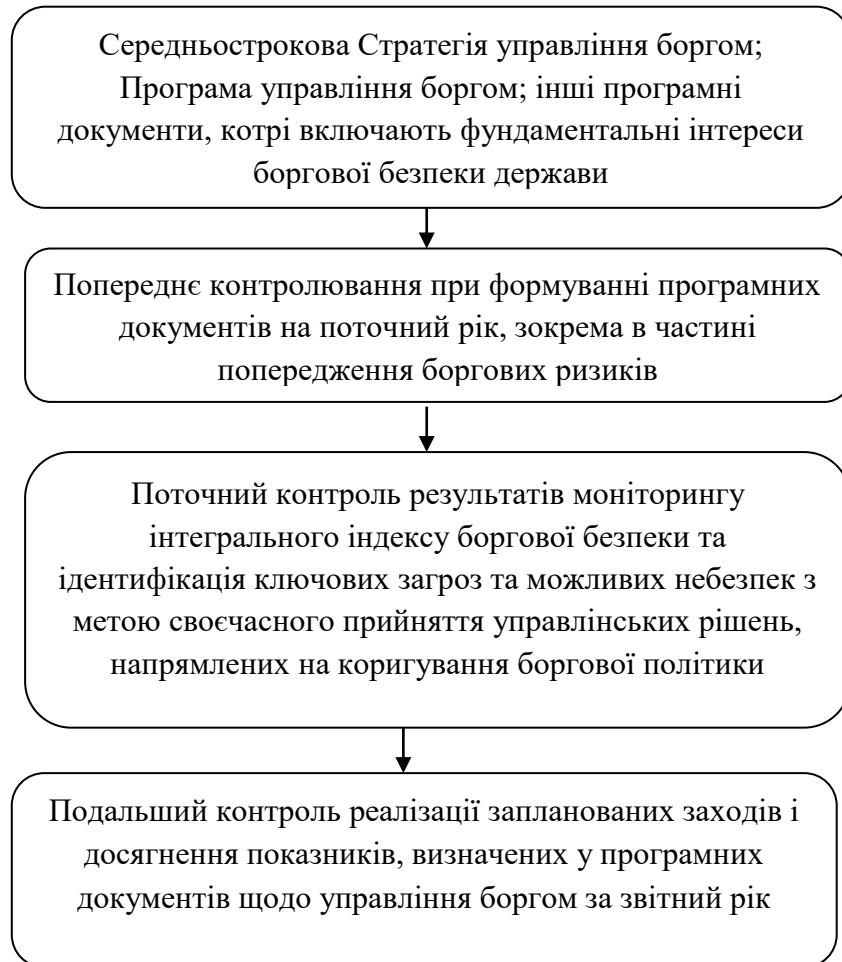 Середньострокова Стратегія управління боргом;
Програма управління боргом; інші програмні
документи, котрі включають фундаментальні інтереси
боргової безпеки держави
Попереднє контролювання при формуванні програмних
документів на поточний рік, зокрема в частині
попередження боргових ризиків
Поточний контроль результатів моніторингу
інтегрального індексу боргової безпеки та
ідентифікація ключових загроз та можливих небезпек з
метою своєчасного прийняття управлінських рішень,
напрямлених на коригування боргової політики
Подальший контроль реалізації запланованих заходів і
досягнення показників, визначених у програмних
документів щодо управління боргом за звітний рік